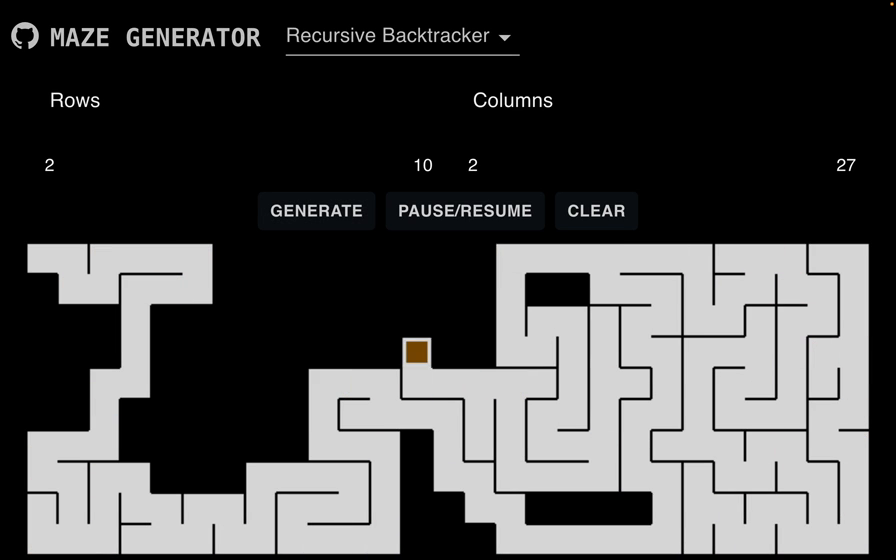 MAZE GENERATOR
Recursive Backtracker
Rows
Columns
2
10
2
27
GENERATE
PAUSE/RESUME
CLEAR